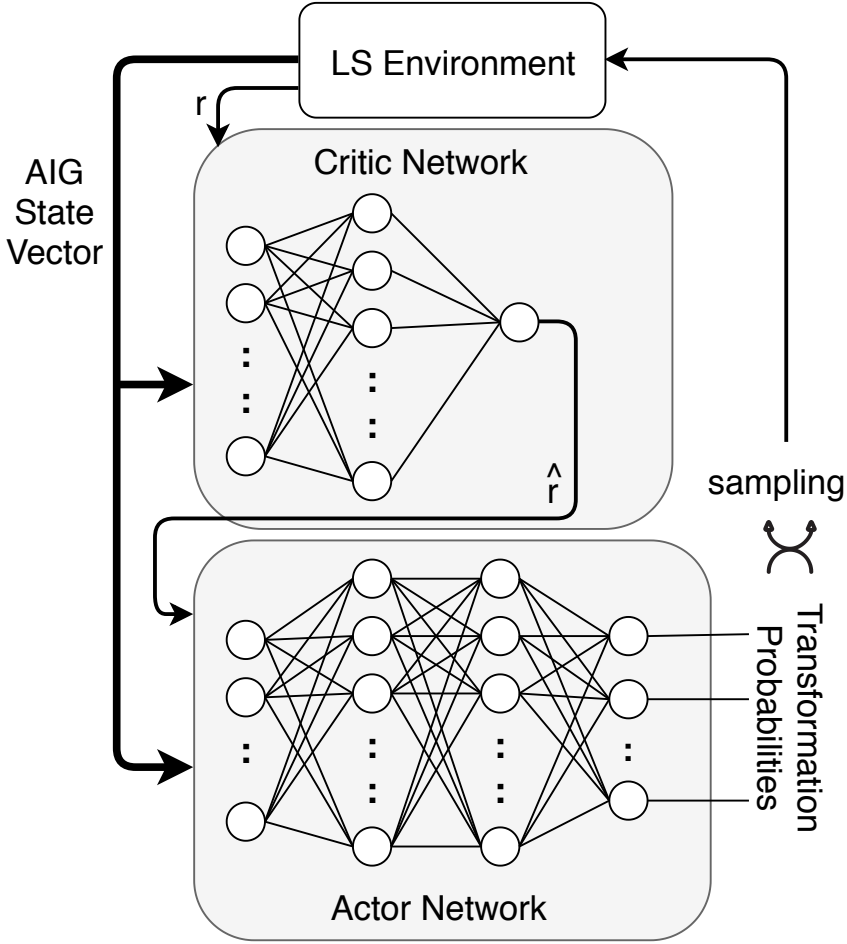 LS Environment
r
AIG
State
Vector
Critic Network
r̂
sampling
Transformation
Probabilities
Actor Network